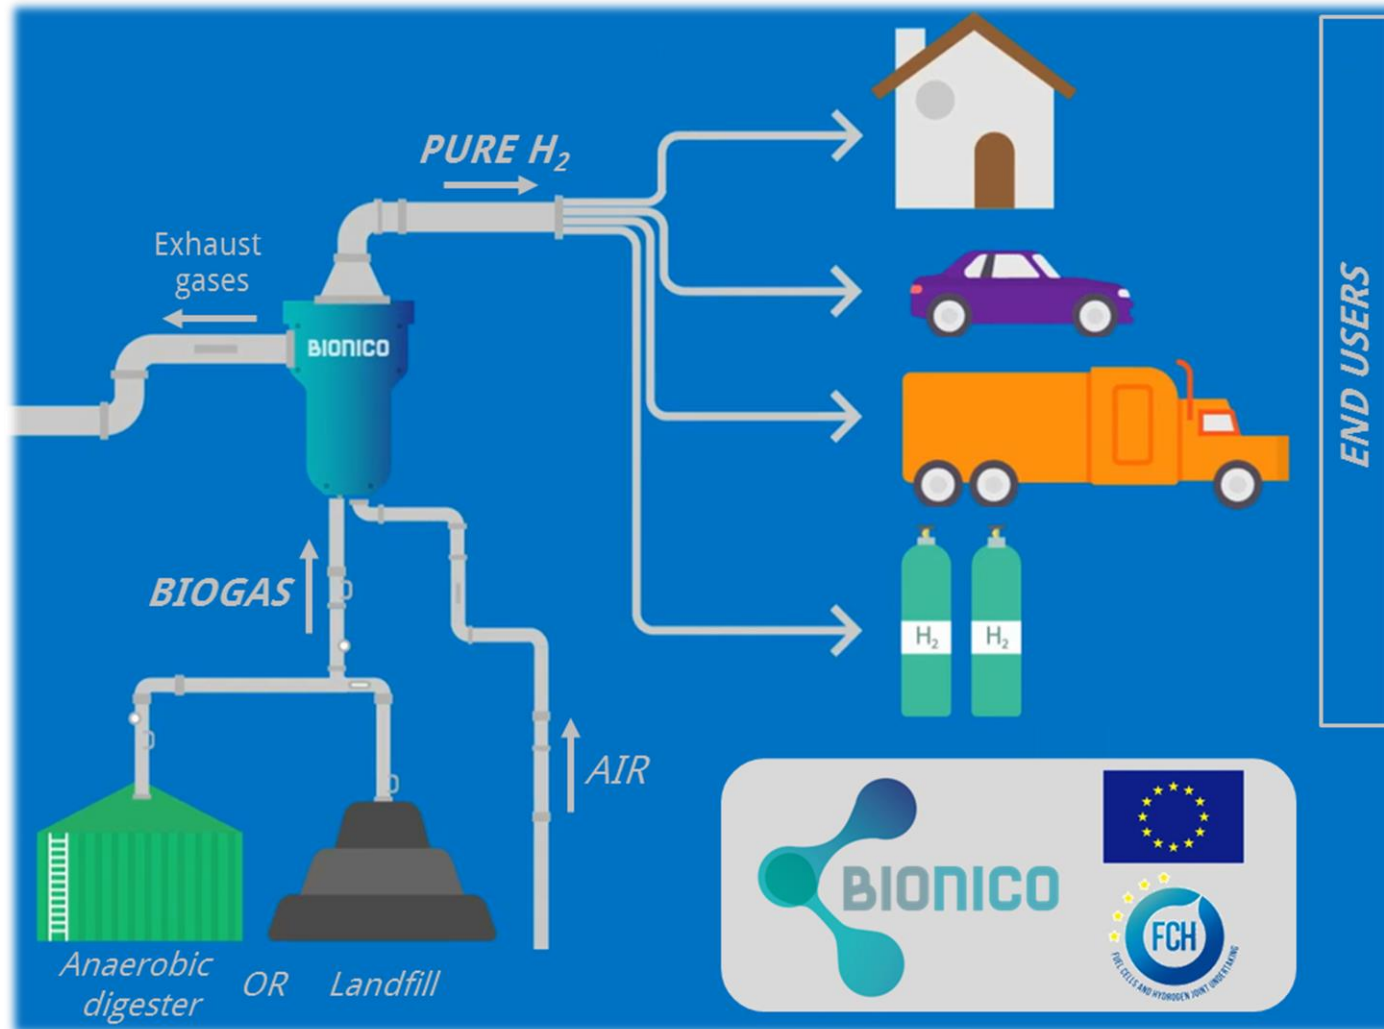 PURE H₂
Exhaust
gases
BIONICO
END USERS
BIOGAS
H₂
H₂
AIR
Anaerobic
digester
OR
Landfill
BIONICO
FCH
FUEL CELLS AND HYDROGEN JOINT UNDERTAKING